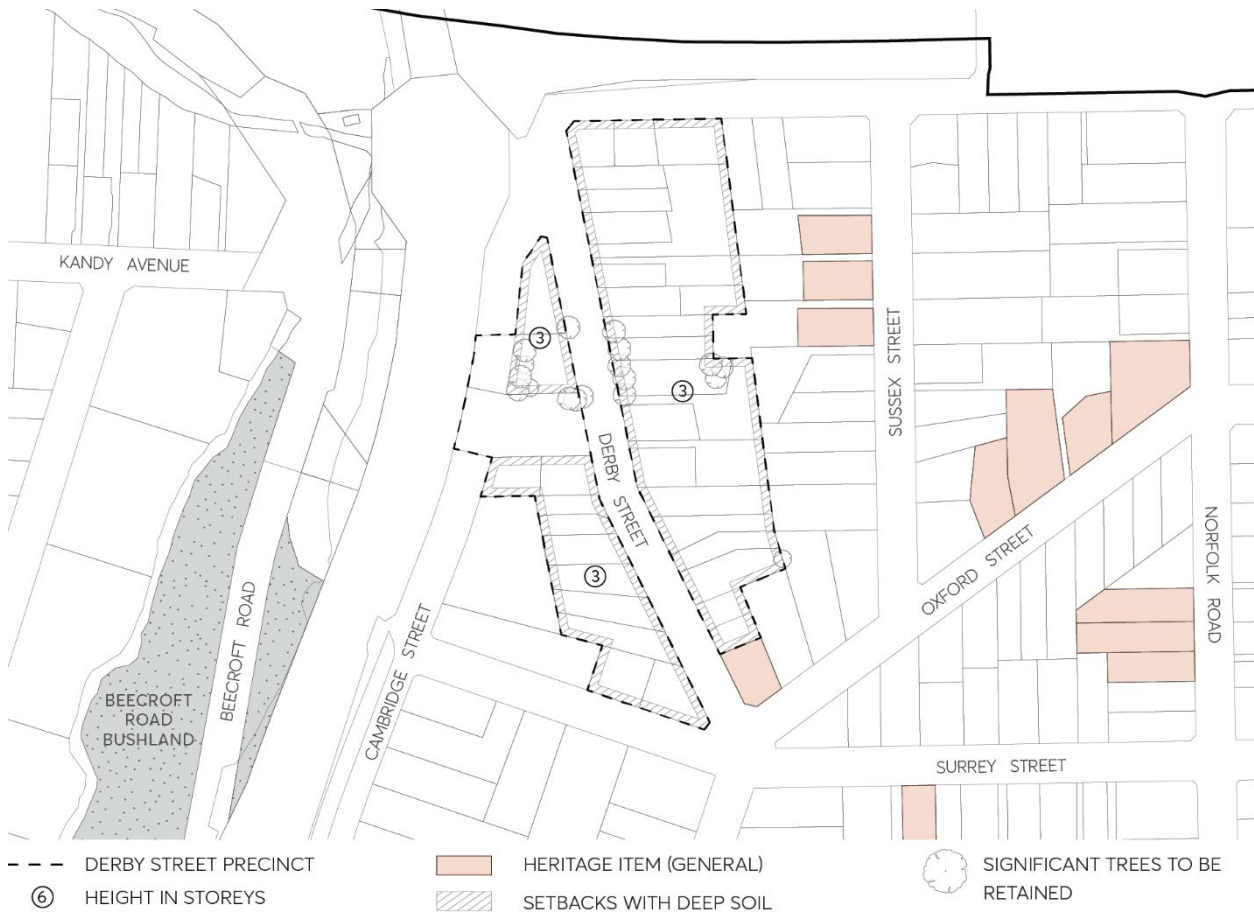 KANDY AVENUE
3
3
3
DERBY STREET
SUSSEX STREET
OXFORD STREET
NORFOLK ROAD
BEECROFT ROAD
CAMBRIDGE STREET
BEECROFT
ROAD
BUSHLAND
SURREY STREET
DERBY STREET PRECINCT
6 HEIGHT IN STOREYS
HERITAGE ITEM (GENERAL)
SETBACKS WITH DEEP SOIL
SIGNIFICANT TREES TO BE
RETAINED